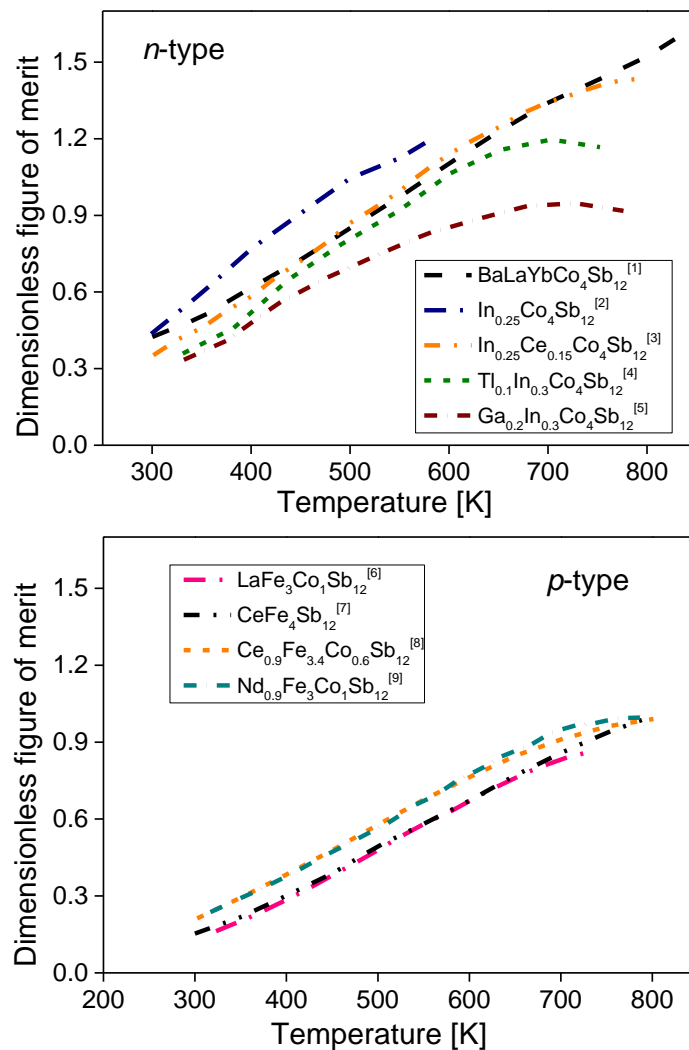 n-type
1.5
1.2
0.9
0.6
0.3
0.0
Dimensionless figure of merit
BaLaYbCo4Sb12[1]
In0.25Co4Sb12[2]
In0.25Ce0.15Co4Sb12[3]
Tl0.1In0.3Co4Sb12[4]
Ga0.2In0.3Co4Sb12[5]
300 400 500 600 700 800
Temperature [K]
p-type
1.5
1.2
0.9
0.6
0.3
0.0
Dimensionless figure of merit
LaFe3Co1Sb12[6]
CeFe4Sb12[7]
Ce0.9Fe3.4Co0.6Sb12[8]
Nd0.9Fe3Co1Sb12[9]
200 300 400 500 600 700 800
Temperature [K]